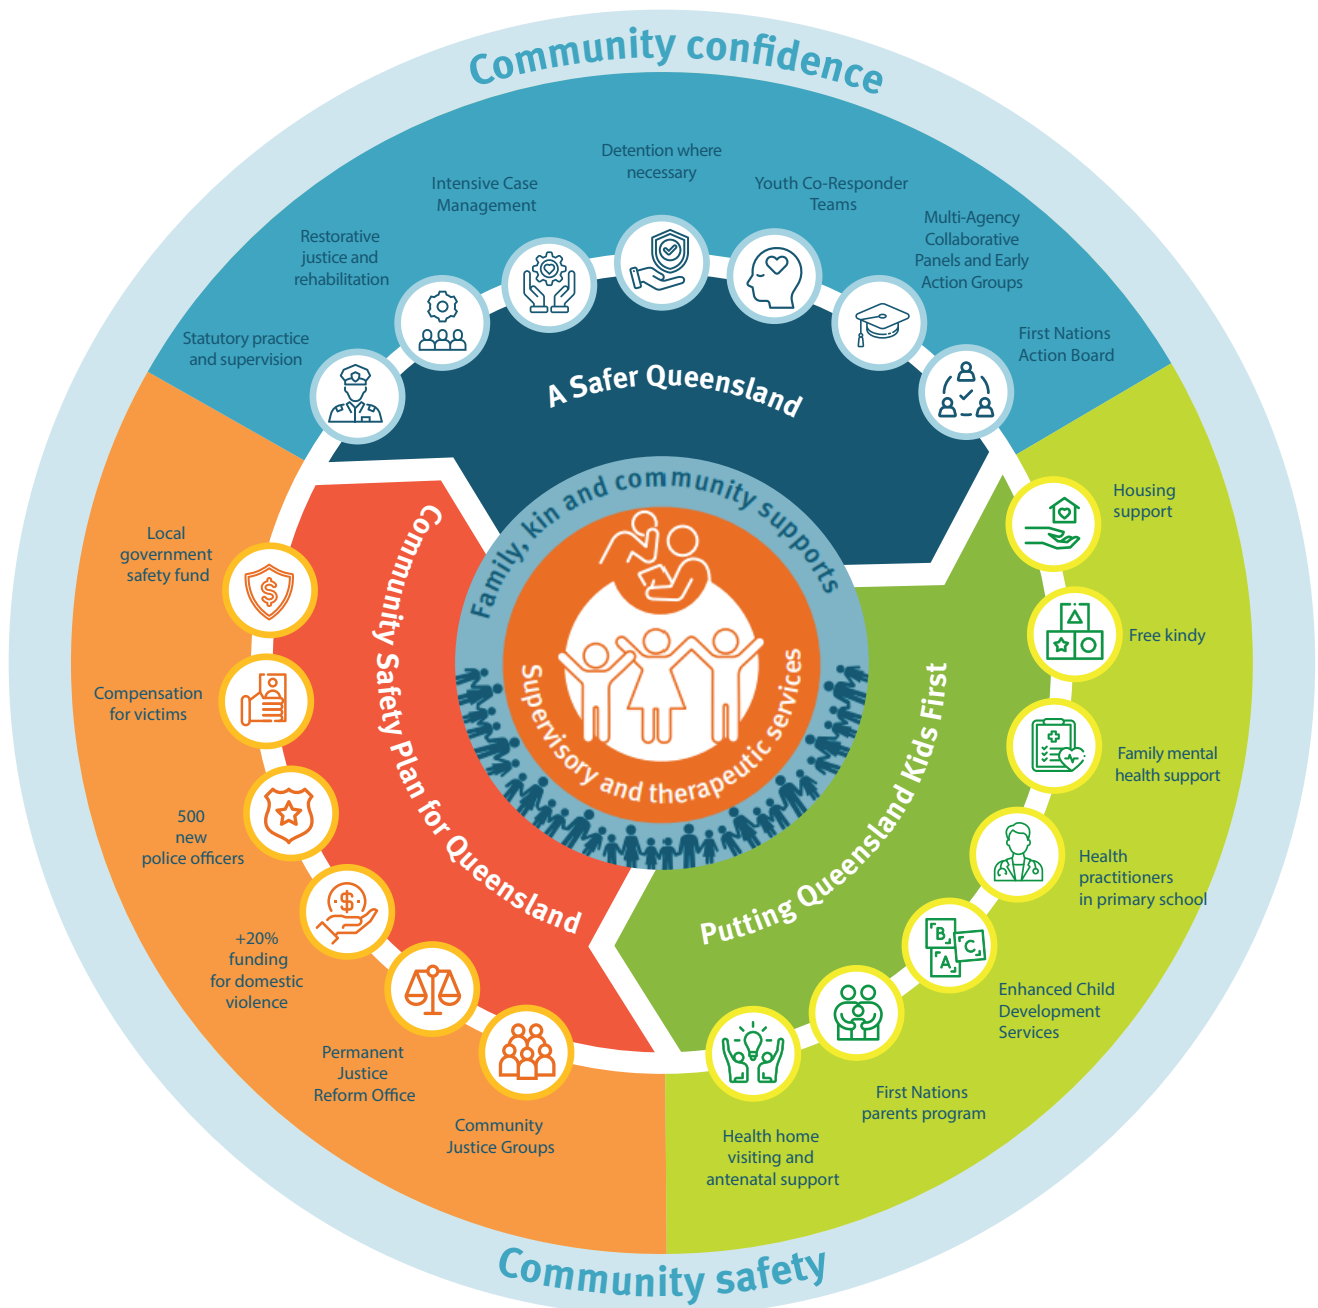 Community confidence
Detention where
necessary
Intensive Case
Management
Youth Co-Responder
Teams
Restorative
justice and
rehabilitation
Multi-Agency
Collaborative
Panels and Early
Action Groups
Statutory practice
and supervision
First Nations
Action Board
A Safer Queensland
Housing
support
Free kindy
Family mental
health support
Health
practitioners
in primary school
Enhanced Child
Development
Services
First Nations
parents program
Health home
visiting and
antenatal support
B
C
A
Putting Queensland Kids First
Local
government
safety fund
Compensation
for victims
500
new
police officers
+20%
funding
for domestic
violence
Permanent
Justice
Reform Office
Community
Justice Groups
$
$
Community Safety Plan for Queensland
Family, kin and community supports
Supervisory and therapeutic services
Community safety